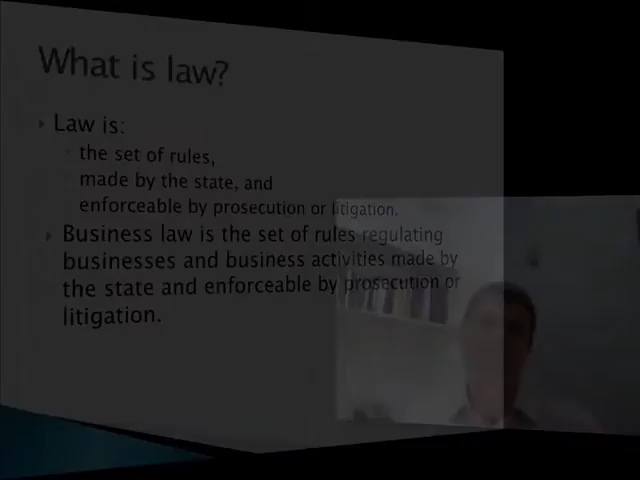 What is law?
Law is:
the set of rules,
made by the state, and
enforceable by prosecution or litigation.
Business law is the set of rules regulating
businesses and business activities made by
the state and enforceable by prosecution or
litigation.